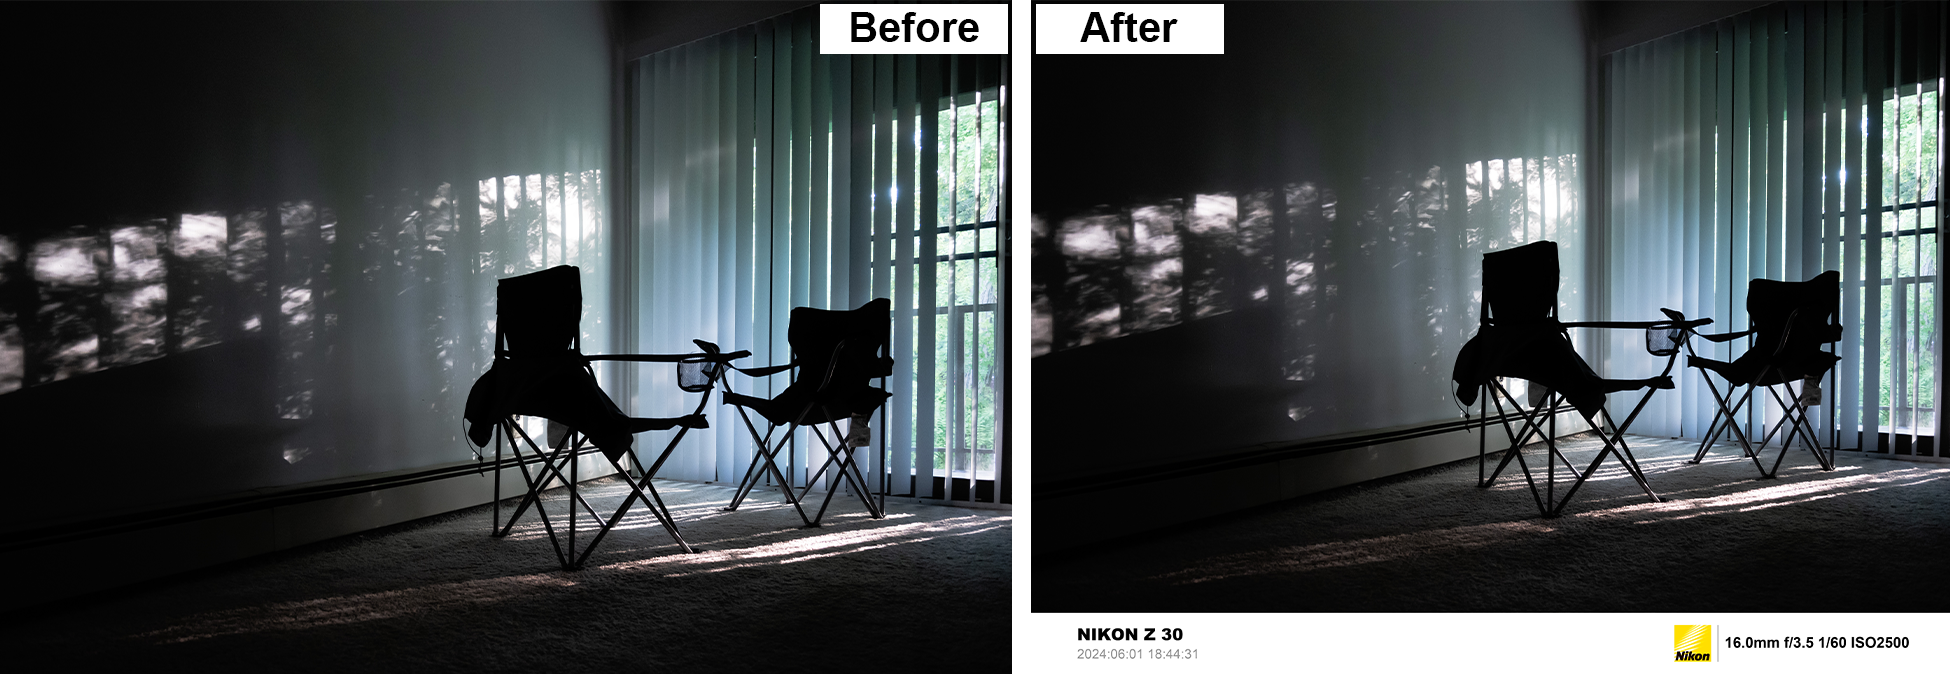 Before
After
NIKON Z 30
2024:06:01 18:44:31
Nikon
16.0mm f/3.5 1/60 ISO2500